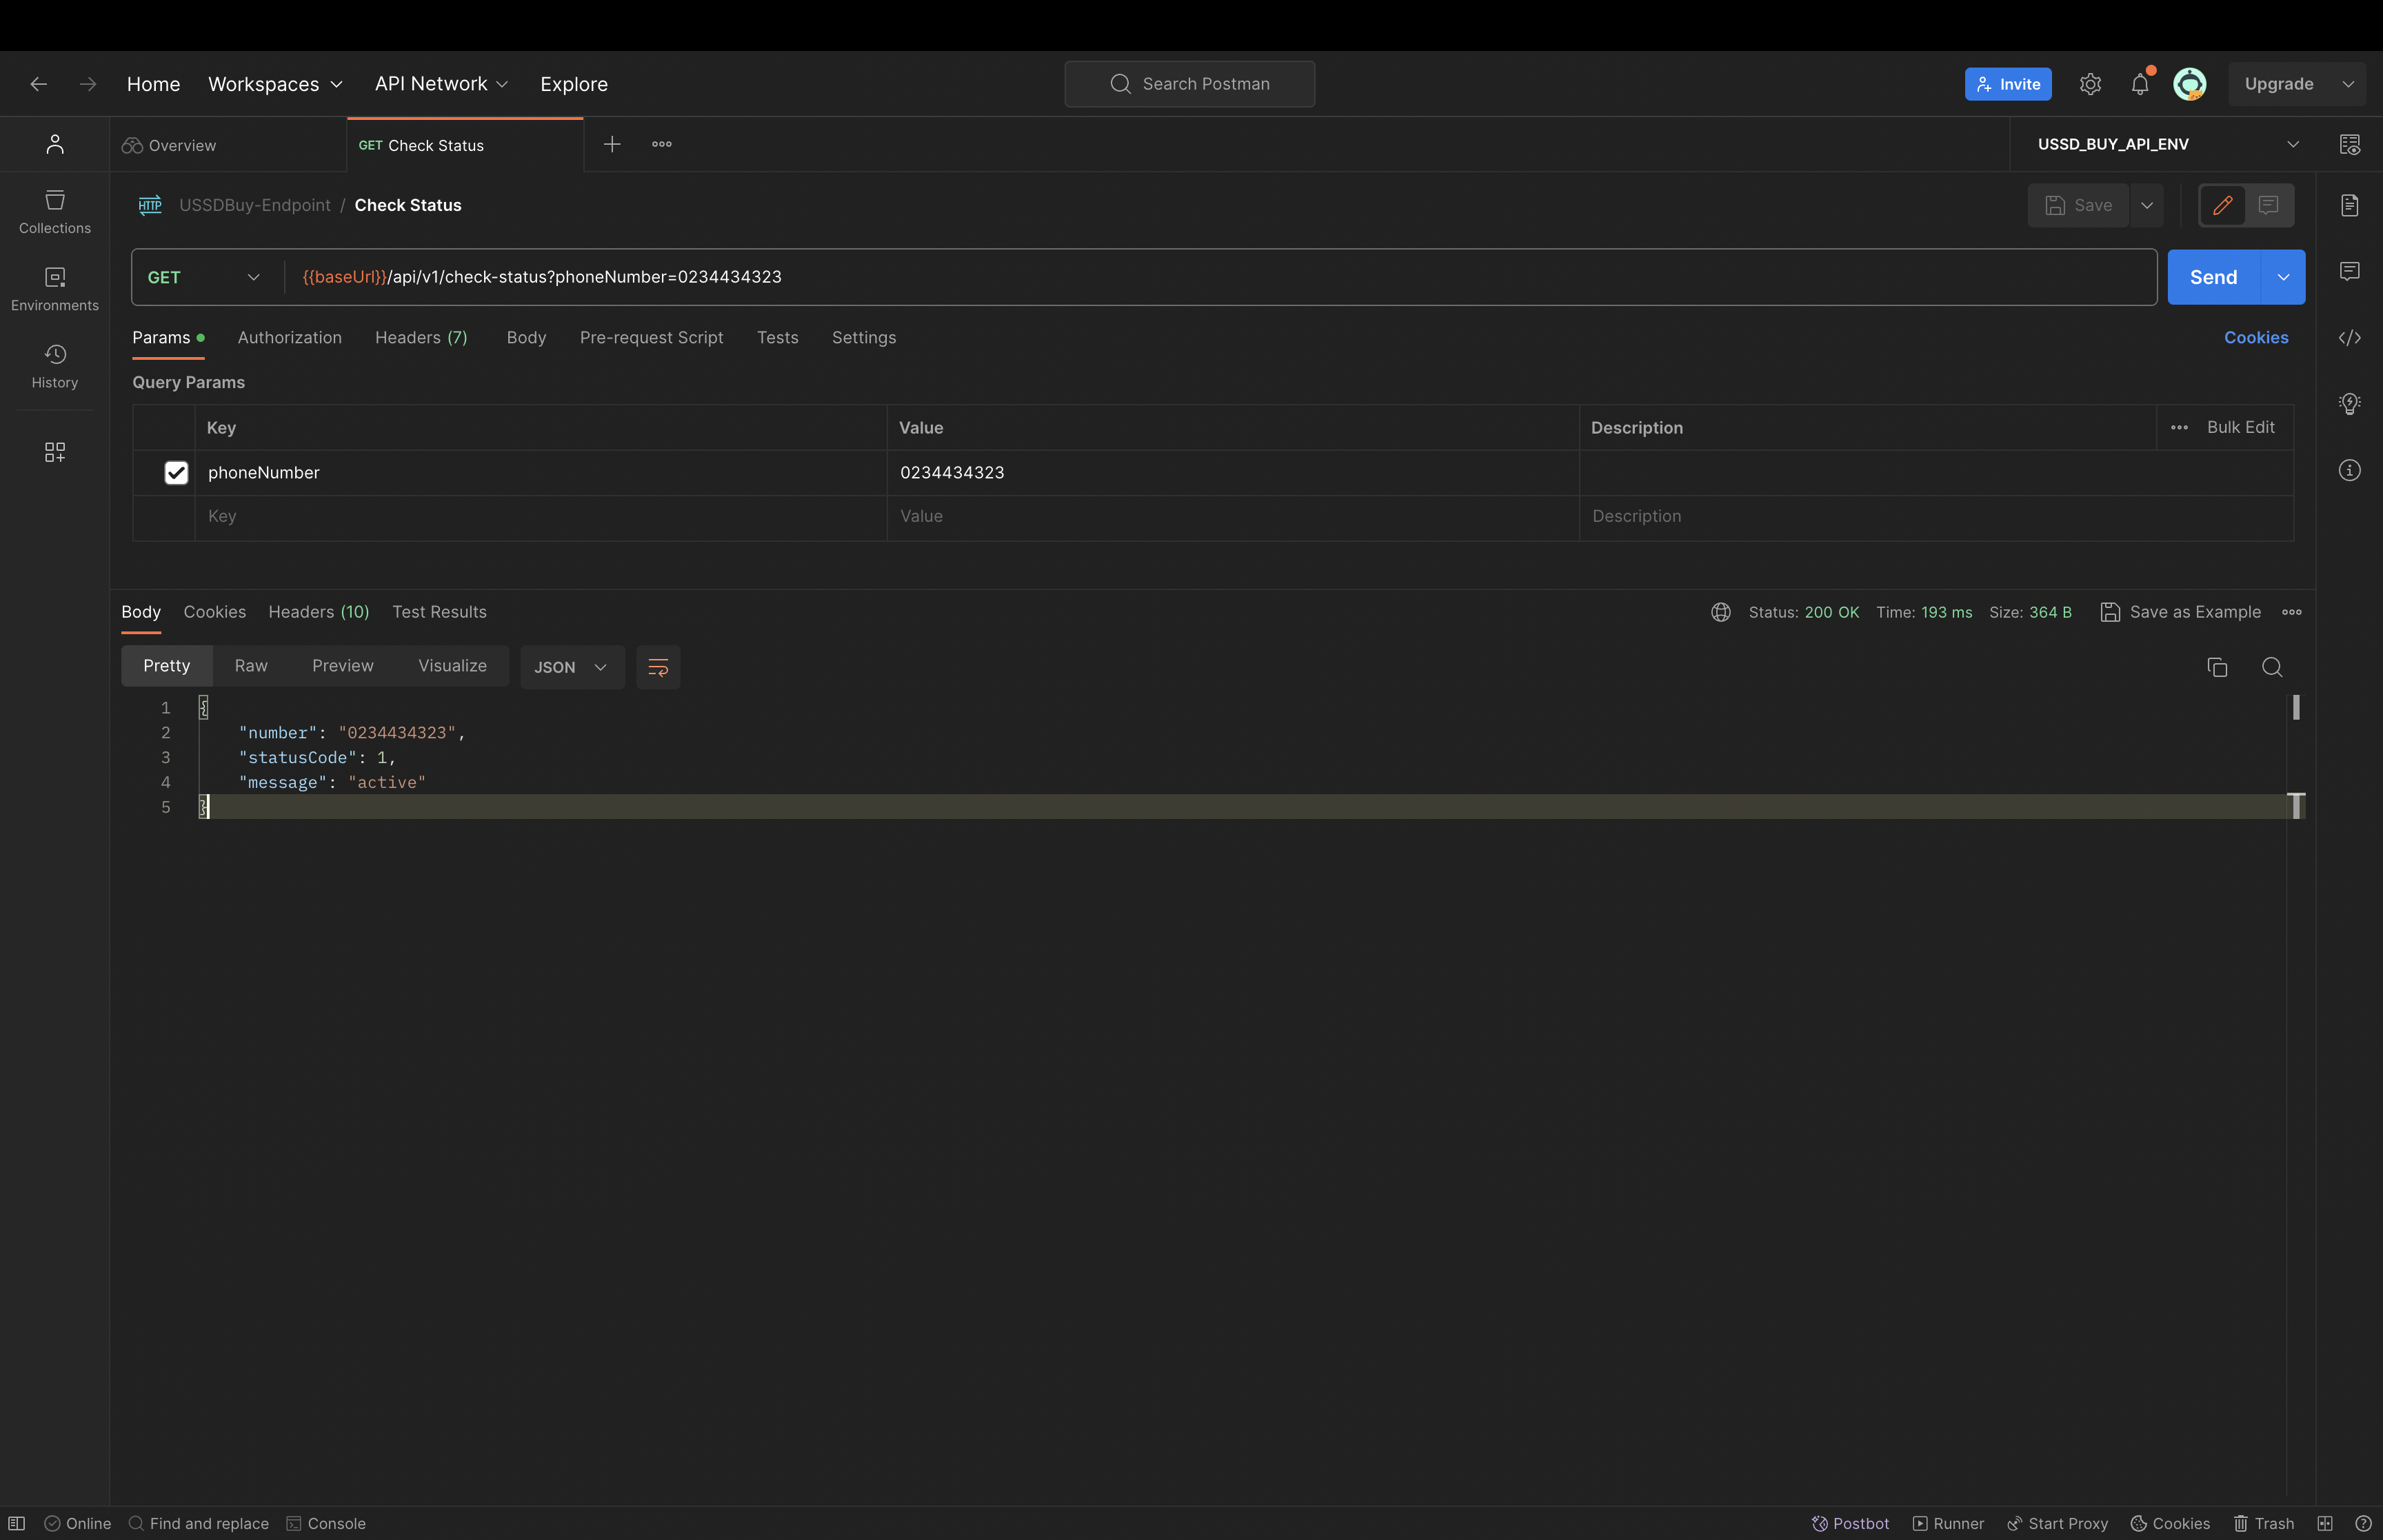 Home Workspaces API Network Explore Search Postman Invite Upgrade
Overview GET Check Status USSD_BUY_API_ENV
HTTP USSDBuy-Endpoint / Check Status Save
Collections
GET {{baseUrl}}/api/v1/check-status?phoneNumber=0234434323 Send
Environments
Params Authorization Headers (7) Body Pre-request Script Tests Settings Cookies
History
Query Params
Key Value Description Bulk Edit
phoneNumber 0234434323
Key Value Description
Body Cookies Headers (10) Test Results Status: 200 OK Time: 193 ms Size: 364 B Save as Example
Pretty Raw Preview Visualize JSON
1 {
2 "number": "0234434323",
3 "statusCode": 1,
4 "message": "active"
5 }
Online Find and replace Console Postbot Runner Start Proxy Cookies Trash